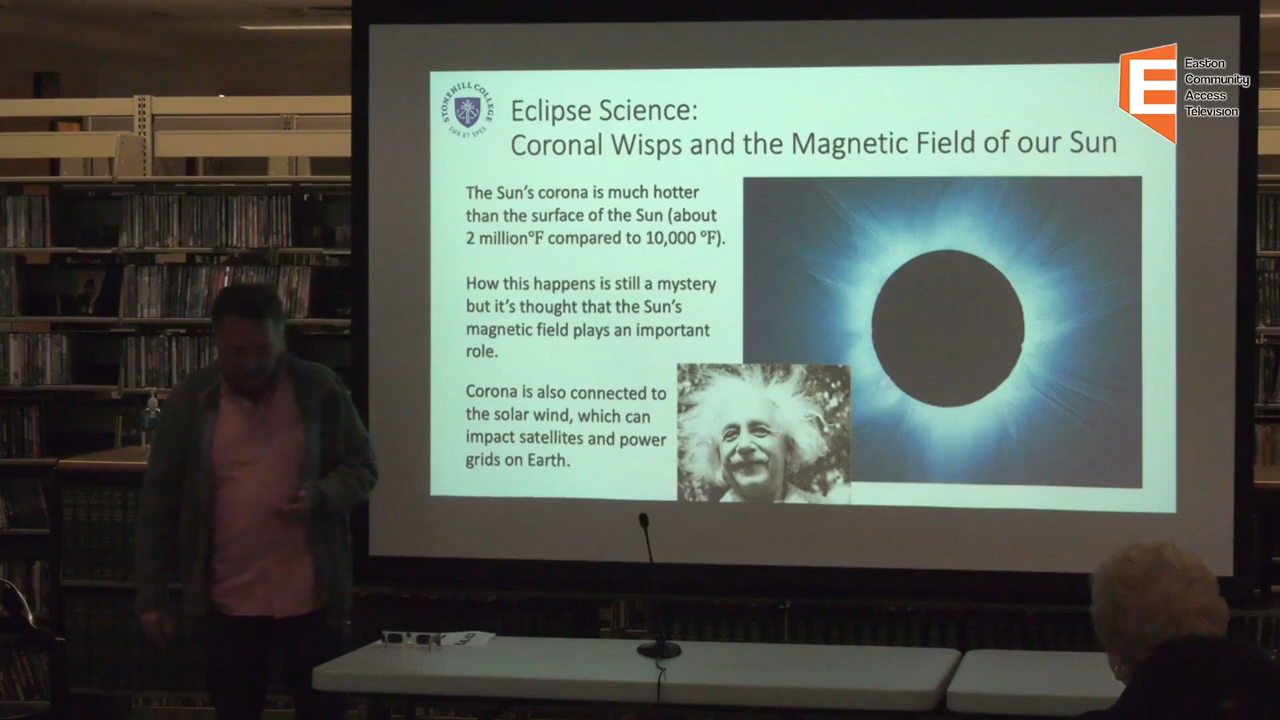 STONEHILL COLLEGE
LUX ET SPES
Eclipse Science:
Coronal Wisps and the Magnetic Field of our Sun
The Sun's corona is much hotter
than the surface of the Sun (about
2 million°F compared to 10,000 °F).
How this happens is still a mystery
but it's thought that the Sun's
magnetic field plays an important
role.
Corona is also connected to
the solar wind, which can
impact satellites and power
grids on Earth.
E
Easton
Community
Access
Television